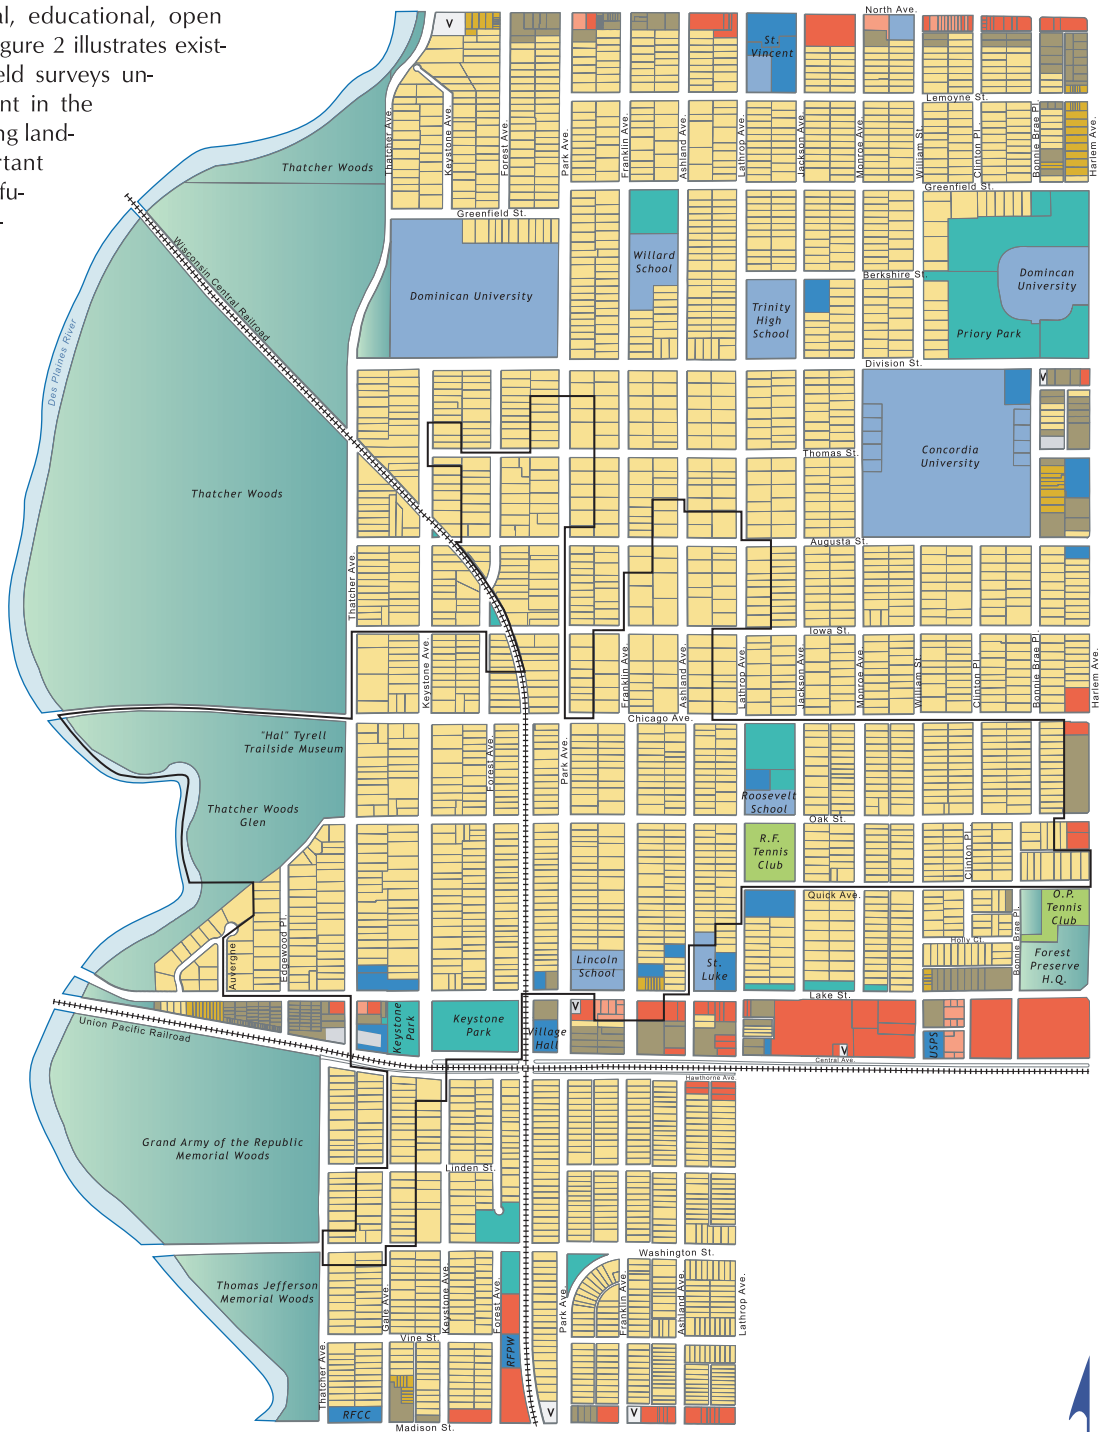 al, educational, open
igure 2 illustrates exist-
eld surveys un-
nt in the
ng land-
ortant
fu-
-
North Ave.
V
St.
Vincent
Lemoyne St.
Thatcher Ave.
Keystone Ave.
Forest Ave.
Park Ave.
Franklin Ave.
Ashland Ave.
Lathrop Ave.
Jackson Ave.
Monroe Ave.
William St.
Clinton Pl.
Bonnie Brae Pl.
Harlem Ave.
Thatcher Woods
Greenfield St.
Greenfield St.
Wisconsin Central Railroad
Willard
School
Berkshire St.
Dominican University
Domincan
University
Trinity
High
School
Priory Park
Des Plaines River
Division St.
V
Thomas St.
Concordia
University
Thatcher Woods
Augusta St.
Thatcher Ave.
Iowa St.
Keystone Ave.
Franklin Ave.
Ashland Ave.
Lathrop Ave.
Jackson Ave.
Monroe Ave.
William St.
Clinton Pl.
Bonnie Brae Pl.
Harlem Ave.
Chicago Ave.
"Hal" Tyrell
Trailside Museum
Forest Ave.
Park Ave.
Thatcher Woods
Glen
Roosevelt
School
Oak St.
R.F.
Tennis
Club
Clinton Pl.
Quick Ave.
O.P.
Tennis
Club
Auvergne
Edgewood Pl.
Bonnie Brae Pl.
Holly Ct.
Lincoln
School
St.
Luke
Forest
Preserve
H.Q.
Lake St.
Union Pacific Railroad
Keystone
Park
Keystone
Park
V
Village
Hall
USPS
V
Central Ave.
Hawthorne Ave.
Grand Army of the Republic
Memorial Woods
Linden St.
Washington St.
Thomas Jefferson
Memorial Woods
Gale Ave.
Keystone Ave.
Forest Ave.
Park Ave.
Franklin Ave.
Ashland Ave.
Lathrop Ave.
Vine St.
Thatcher Ave.
RFPW
RFCC
V
V
Madison St.